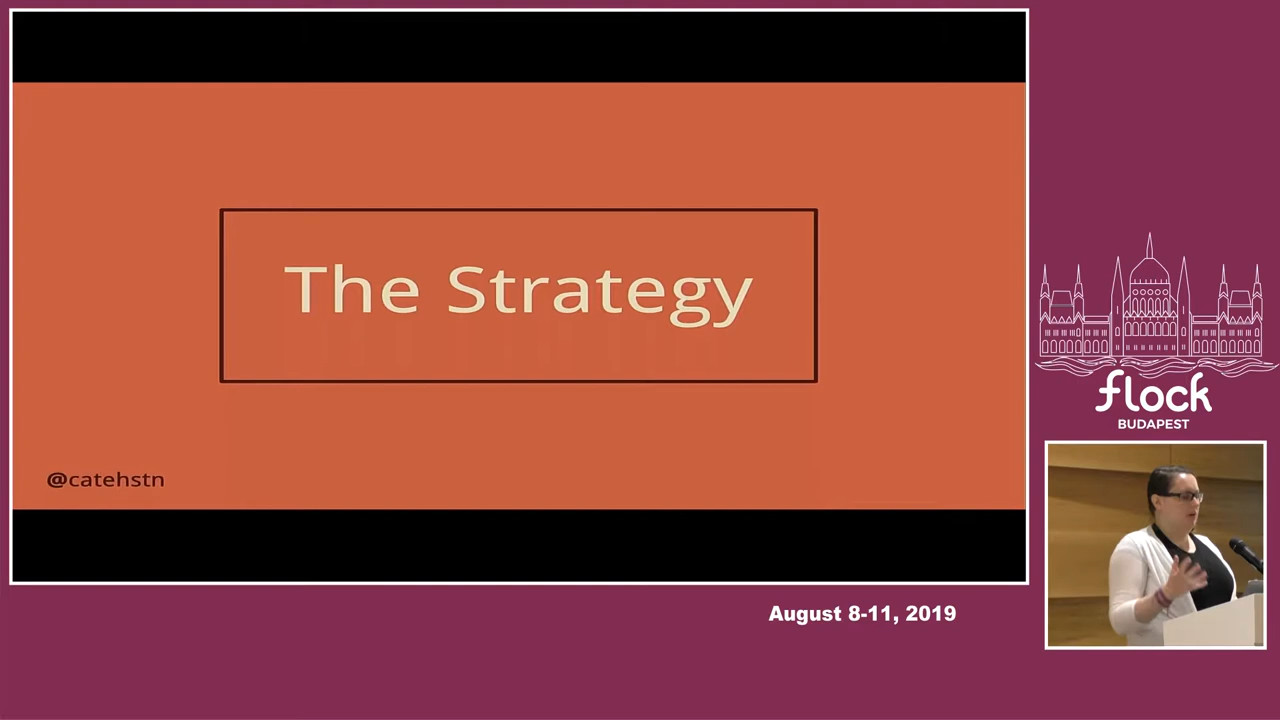 The Strategy
@catehstn
flock
BUDAPEST
August 8-11, 2019